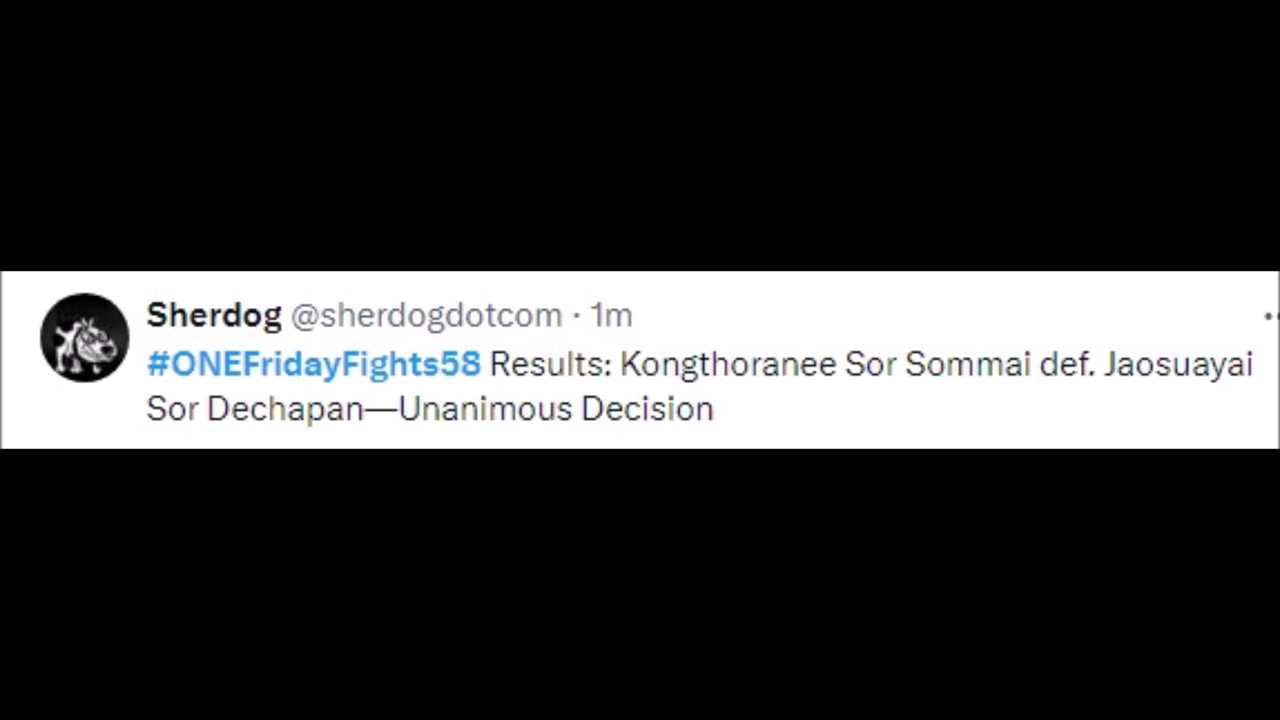 Sherdog @sherdogdotcom · 1m
#ONEFridayFights58 Results: Kongthoranee Sor Sommai def. Jaosuayai
Sor Dechapan—Unanimous Decision